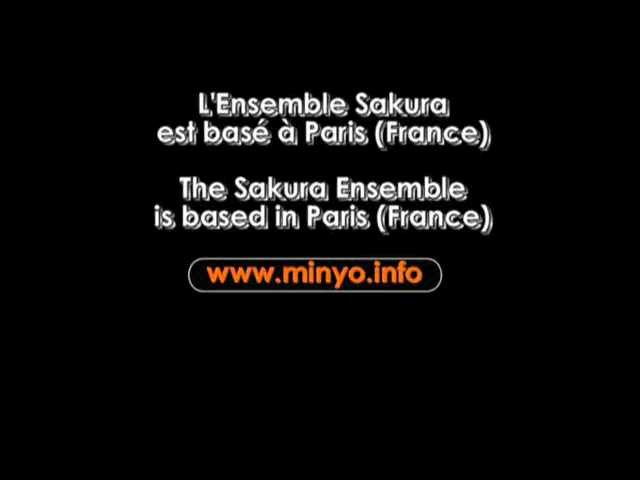 L'Ensemble Sakura
est basé à Paris (France)
The Sakura Ensemble
is based in Paris (France)
www.minyo.info